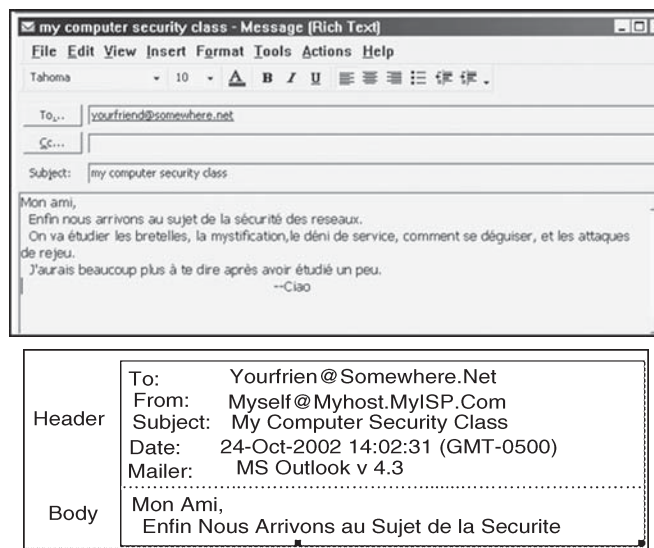 my computer security class - Message (Rich Text)
File Edit View Insert Format Tools Actions Help
Tahoma 10 A B I U
To... yourfriend@somewhere.net
Cc...
Subject: my computer security class
Mon ami,
Enfin nous arrivons au sujet de la sécurité des reseaux.
On va étudier les bretelles, la mystification,le déni de service, comment se déguiser, et les attaques
de rejeu.
J'aurais beaucoup plus à te dire après avoir étudié un peu.
--Ciao
Header
To: Yourfrien@Somewhere.Net
From: Myself@Myhost.MyISP.Com
Subject: My Computer Security Class
Date: 24-Oct-2002 14:02:31 (GMT-0500)
Mailer: MS Outlook v 4.3
Body
Mon Ami,
Enfin Nous Arrivons au Sujet de la Securite